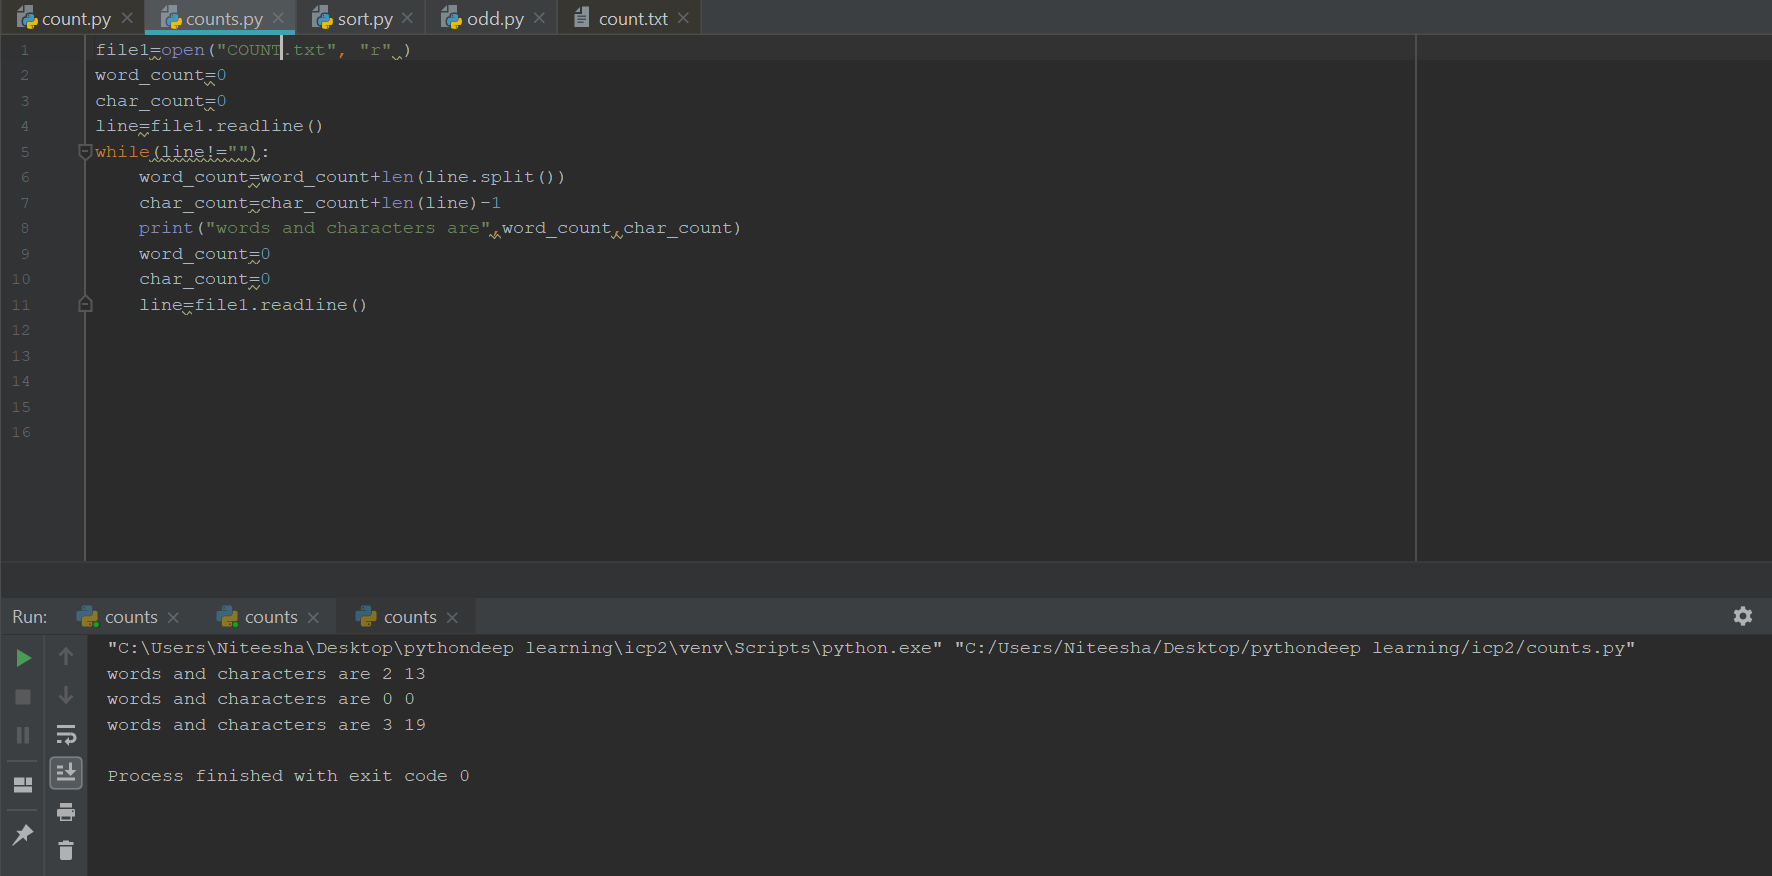 count.py counts.py sort.py odd.py count.txt
1 file1=open("COUNT.txt", "r" )
2 word_count=0
3 char_count=0
4 line=file1.readline()
5 while(line!=""):
6 word_count=word_count+len(line.split())
7 char_count=char_count+len(line)-1
8 print("words and characters are",word_count,char_count)
9 word_count=0
10 char_count=0
11 line=file1.readline()
12
13
14
15
16
Run: counts counts counts
"C:\Users\Niteesha\Desktop\pythondeep learning\icp2\venv\Scripts\python.exe" "C:/Users/Niteesha/Desktop/pythondeep learning/icp2/counts.py"
words and characters are 2 13
words and characters are 0 0
words and characters are 3 19
Process finished with exit code 0